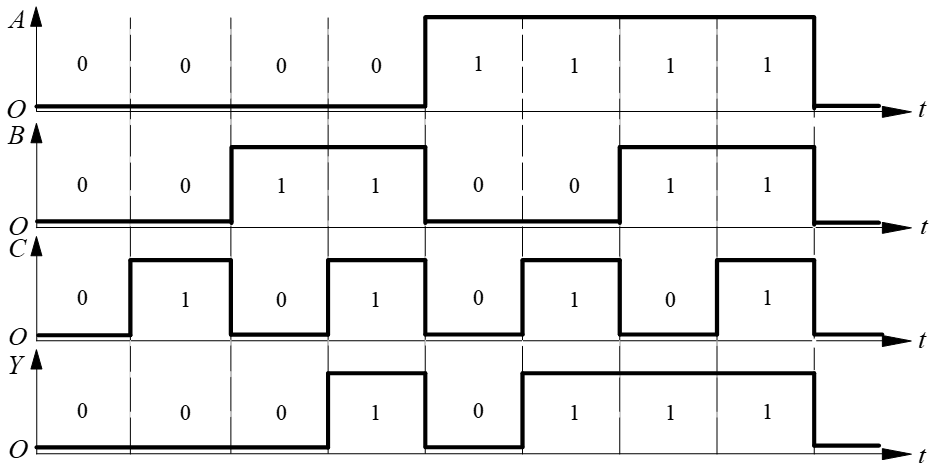 A
0 0 0 0 1 1 1 1
O t
B
0 0 1 1 0 0 1 1
O t
C
0 1 0 1 0 1 0 1
O t
Y
0 0 0 1 0 1 1 1
O t